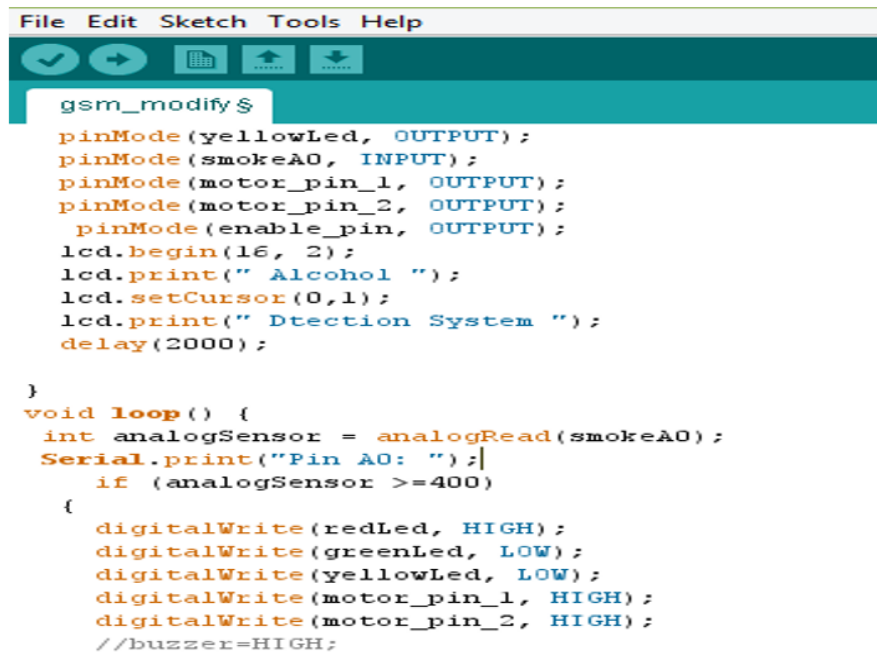 File Edit Sketch Tools Help
gsm_modify §
pinMode(yellowLed, OUTPUT);
pinMode(smokeA0, INPUT);
pinMode(motor_pin_1, OUTPUT);
pinMode(motor_pin_2, OUTPUT);
pinMode(enable_pin, OUTPUT);
lcd.begin(16, 2);
lcd.print(" Alcohol ");
lcd.setCursor(0,1);
lcd.print(" Dtection System ");
delay(2000);
}
void loop() {
int analogSensor = analogRead(smokeA0);
Serial.print("Pin A0: ");
if (analogSensor >=400)
{
digitalWrite(redLed, HIGH);
digitalWrite(greenLed, LOW);
digitalWrite(yellowLed, LOW);
digitalWrite(motor_pin_1, HIGH);
digitalWrite(motor_pin_2, HIGH);
//buzzer=HIGH;